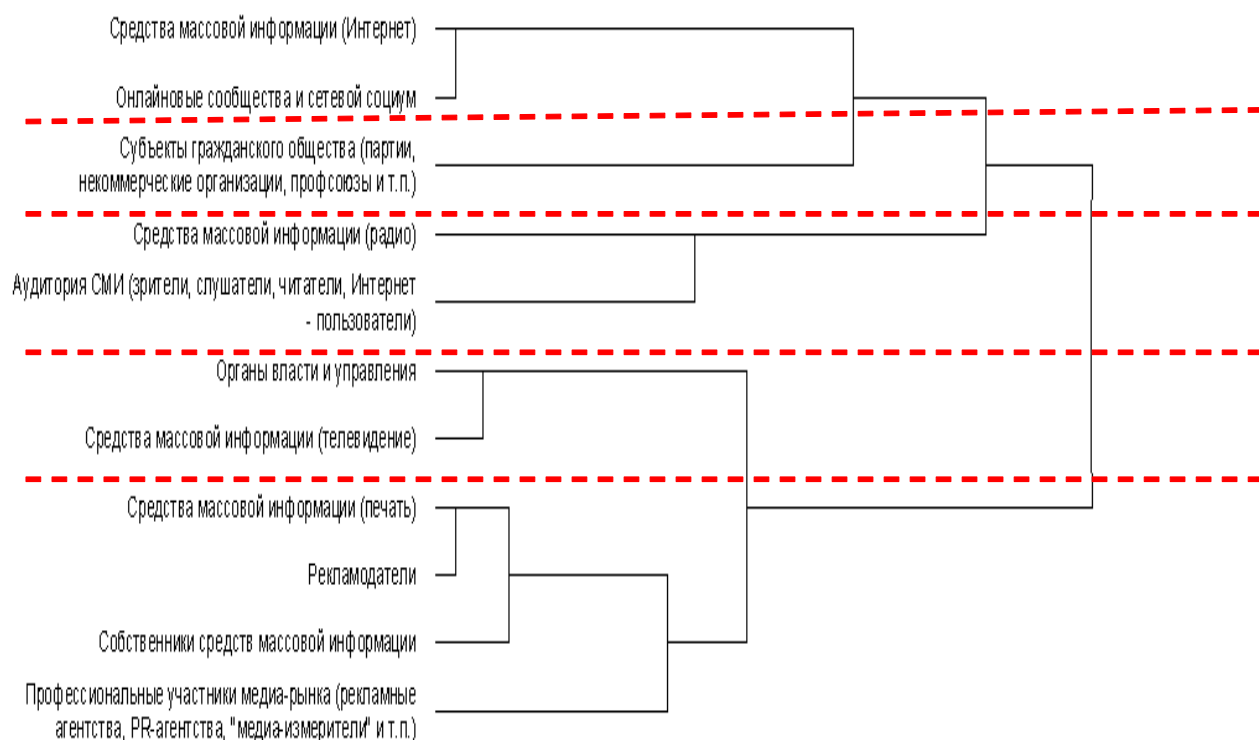 Средства массовой информации (Интернет)
Онлайновые сообщества и сетевой социум
Субъекты гражданского общества (партии,
некоммерческие организации, профсоюзы и т.п.)
Средства массовой информации (радио)
Аудитория СМИ (зрители, слушатели, читатели, Интернет
- пользователи)
Органы власти и управления
Средства массовой информации (телевидение)
Средства массовой информации (печать)
Рекламодатели
Собственники средств массовой информации
Профессиональные участники медиа-рынка (рекламные
агентства, PR-агентства, "медиа-измерители" и т.п.)